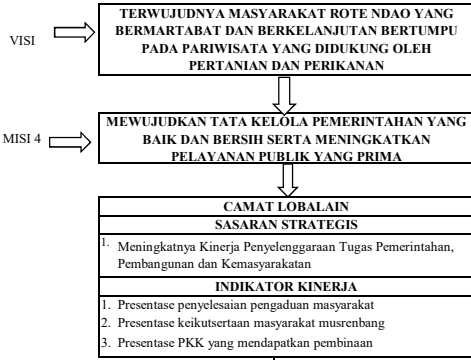 TERWUJUDNYA MASYARAKAT ROTE NDAO YANG
BERMARTABAT DAN BERKELANJUTAN BERTUMPU
PADA PARIWISATA YANG DIDUKUNG OLEH
PERTANIAN DAN PERIKANAN
VISI
MEWUJUDKAN TATA KELOLA PEMERINTAHAN YANG
BAIK DAN BERSIH SERTA MENINGKATKAN
PELAYANAN PUBLIK YANG PRIMA
MISI 4
CAMAT LOBALAIN
SASARAN STRATEGIS
1. Meningkatnya Kinerja Penyelenggaraan Tugas Pemerintahan,
Pembangunan dan Kemasyarakatan
INDIKATOR KINERJA
1. Presentase penyelesaian pengaduan masyarakat
2. Presentase keikutsertaan masyarakat musrenbang
3. Presentase PKK yang mendapatkan pembinaan